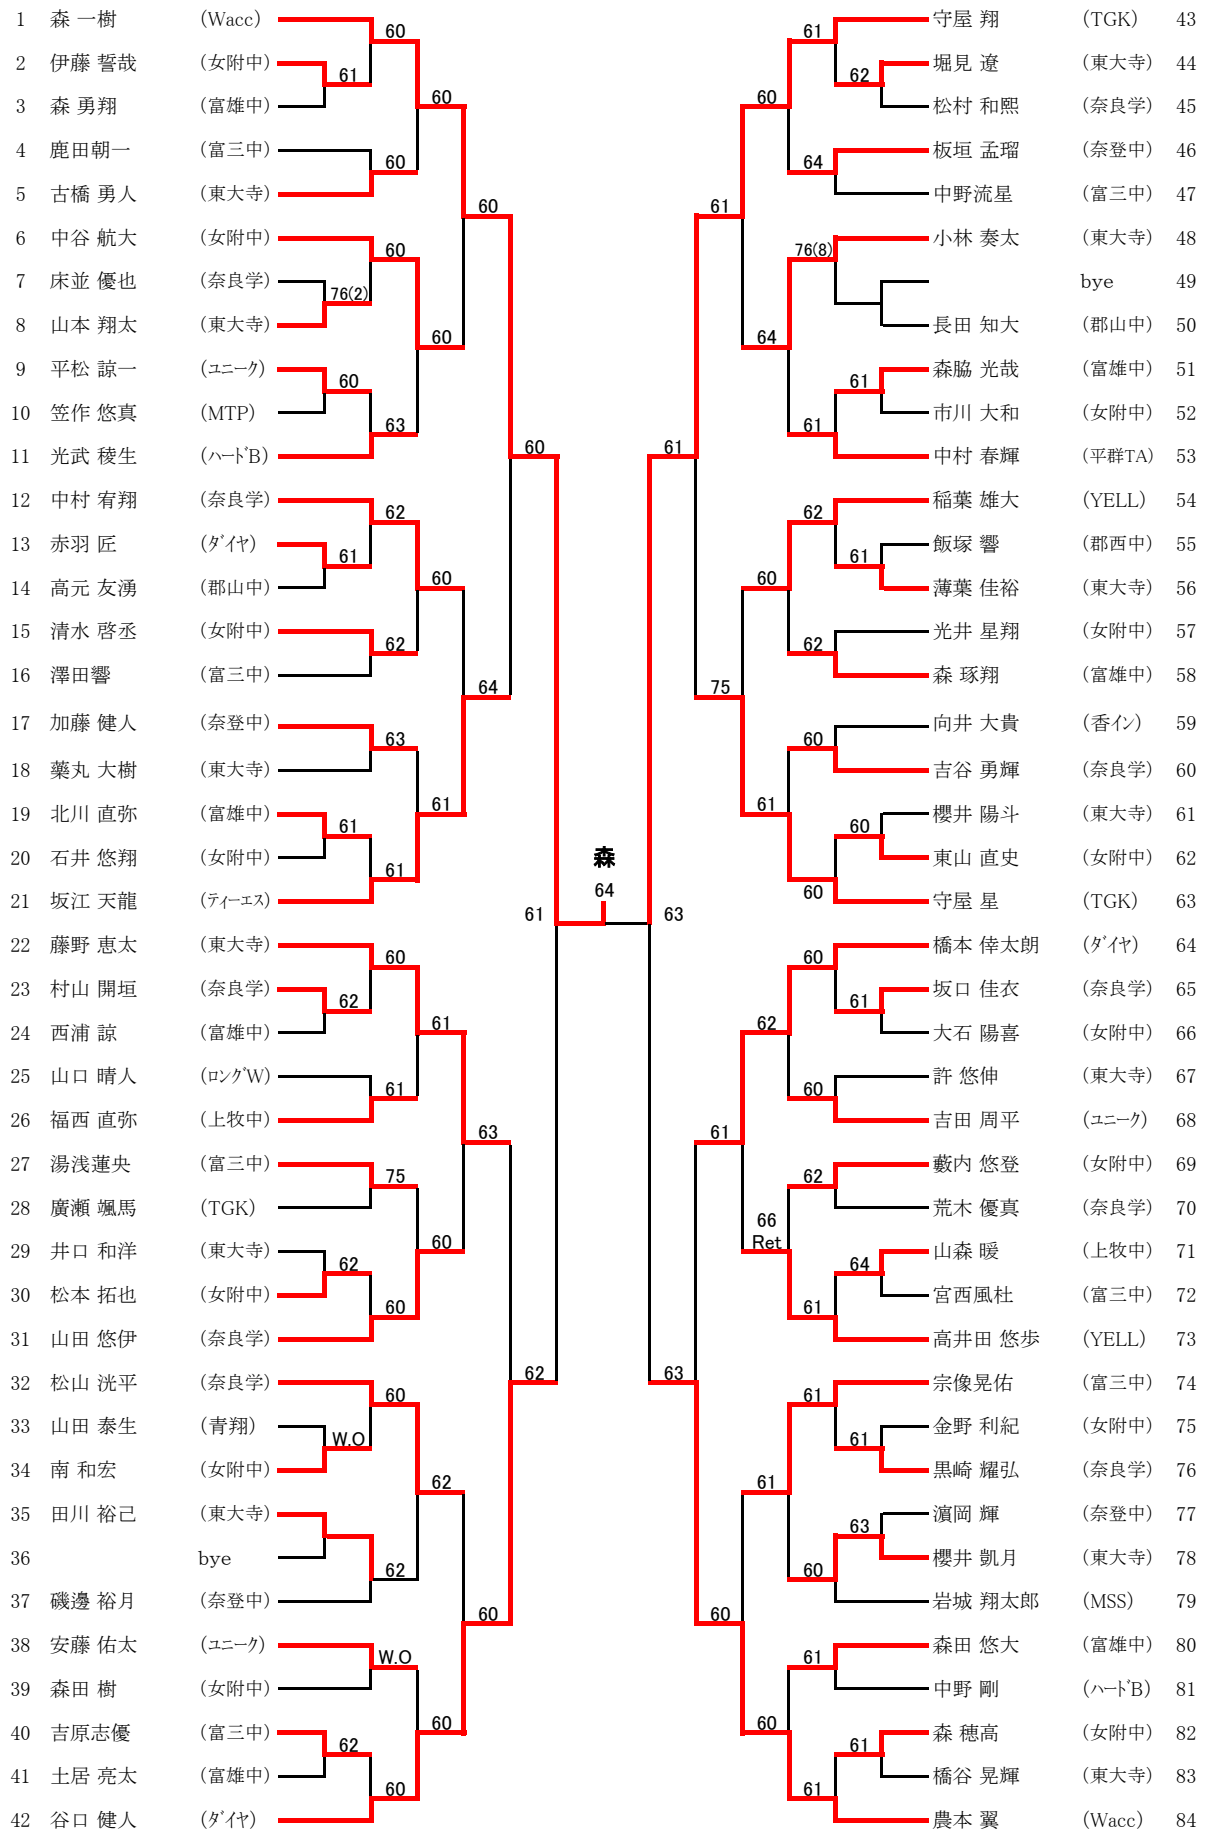 1 森 一樹 (Wacc)
2 伊藤 誓哉 (女附中)
3 森 勇翔 (富雄中)
4 鹿田朝一 (富三中)
5 古橋 勇人 (東大寺)
6 中谷 航大 (女附中)
7 床並 優也 (奈良学)
8 山本 翔太 (東大寺)
9 平松 諒一 (ユニーク)
10 笠作 悠真 (MTP)
11 光武 稜生 (ハードB)
12 中村 宥翔 (奈良学)
13 赤羽 匠 (ダイヤ)
14 高元 友湧 (郡山中)
15 清水 啓丞 (女附中)
16 澤田響 (富三中)
17 加藤 健人 (奈登中)
18 藥丸 大樹 (東大寺)
19 北川 直弥 (富雄中)
20 石井 悠翔 (女附中)
21 坂江 天龍 (ティーエス)
22 藤野 恵太 (東大寺)
23 村山 開垣 (奈良学)
24 西浦 諒 (富雄中)
25 山口 晴人 (ロングW)
26 福西 直弥 (上牧中)
27 湯浅蓮央 (富三中)
28 廣瀬 颯馬 (TGK)
29 井口 和洋 (東大寺)
30 松本 拓也 (女附中)
31 山田 悠伊 (奈良学)
32 松山 洸平 (奈良学)
33 山田 泰生 (青翔)
34 南 和宏 (女附中)
35 田川 裕己 (東大寺)
36 bye
37 磯邊 裕月 (奈登中)
38 安藤 佑太 (ユニーク)
39 森田 樹 (女附中)
40 吉原志優 (富三中)
41 土居 亮太 (富雄中)
42 谷口 健人 (ダイヤ)
61
76(2)
60
61
61
62
62
W.O
62
60
60
60
63
62
62
63
61
60
61
75
60
60
62
W.O
60
60
60
60
61
61
60
62
60
60
64
63
60
60
62
61
森
64
63
61
63
61
75
61
60
60
64
60
61
62
66
Ret
61
60
61
64
76(8)
61
62
62
60
60
60
60
62
61
61
60
61
61
62
61
61
60
61
64
61
63
61
守屋 翔 (TGK) 43
堀見 遼 (東大寺) 44
松村 和熙 (奈良学) 45
板垣 孟瑠 (奈登中) 46
中野流星 (富三中) 47
小林 奏太 (東大寺) 48
bye 49
長田 知大 (郡山中) 50
森脇 光哉 (富雄中) 51
市川 大和 (女附中) 52
中村 春輝 (平群TA) 53
稲葉 雄大 (YELL) 54
飯塚 響 (郡西中) 55
薄葉 佳裕 (東大寺) 56
光井 星翔 (女附中) 57
森 琢翔 (富雄中) 58
向井 大貴 (香イン) 59
吉谷 勇輝 (奈良学) 60
櫻井 陽斗 (東大寺) 61
東山 直史 (女附中) 62
守屋 星 (TGK) 63
橋本 倖太朗 (ダイヤ) 64
坂口 佳衣 (奈良学) 65
大石 陽喜 (女附中) 66
許 悠伸 (東大寺) 67
吉田 周平 (ユニーク) 68
藪内 悠登 (女附中) 69
荒木 優真 (奈良学) 70
山森 暖 (上牧中) 71
宮西風杜 (富三中) 72
高井田 悠歩 (YELL) 73
宗像晃佑 (富三中) 74
金野 利紀 (女附中) 75
黒崎 耀弘 (奈良学) 76
濵岡 輝 (奈登中) 77
櫻井 凱月 (東大寺) 78
岩城 翔太郎 (MSS) 79
森田 悠大 (富雄中) 80
中野 剛 (ハードB) 81
森 穂高 (女附中) 82
橋谷 晃輝 (東大寺) 83
農本 翼 (Wacc) 84